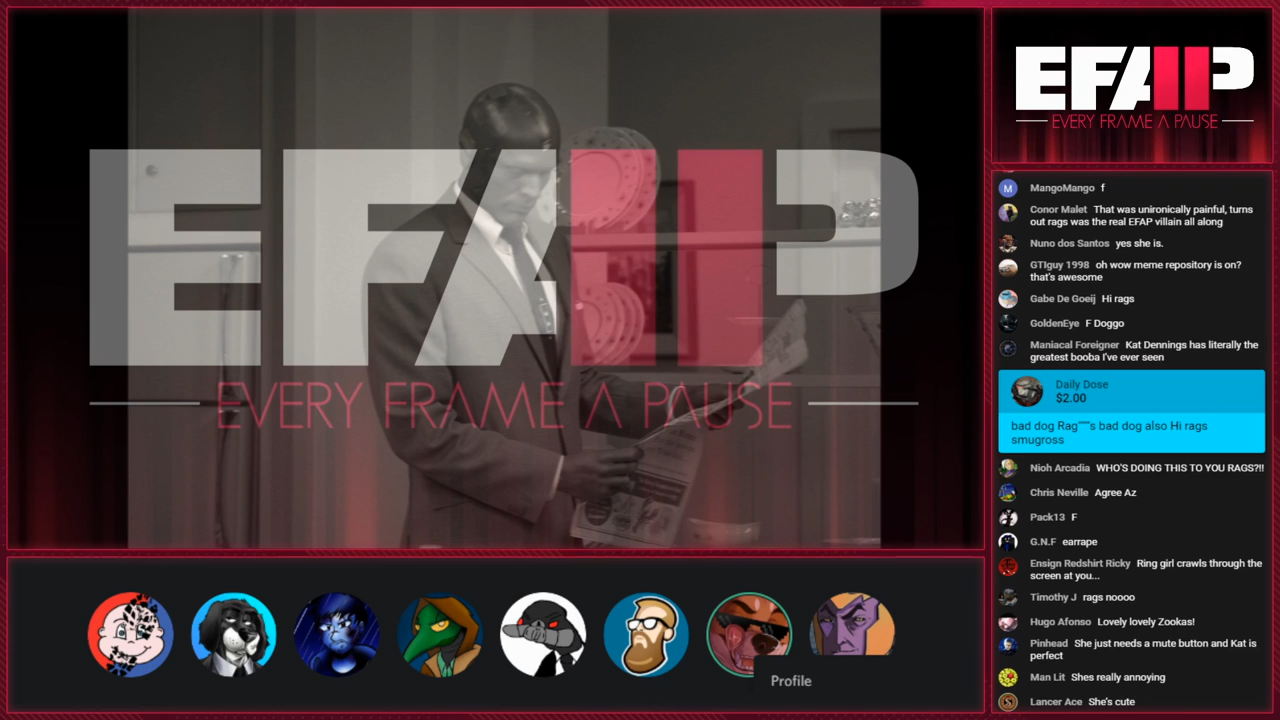 EFAP
EVERY FRAME A PAUSE
EFAP
EVERY FRAME A PAUSE
M
MangoMango f
Conor Malet That was unironically painful, turns
out rags was the real EFAP villain all along
Nuno dos Santos yes she is.
GTIguy 1998 oh wow meme repository is on?
that's awesome
Gabe De Goeij Hi rags
GoldenEye F Doggo
Maniacal Foreigner Kat Dennings has literally the
greatest booba I've ever seen
Daily Dose
$2.00
bad dog Rag"""s bad dog also Hi rags
smugross
Nioh Arcadia WHO'S DOING THIS TO YOU RAGS?!!
Chris Neville Agree Az
Pack13 F
G.N.F earrape
Ensign Redshirt Ricky Ring girl crawls through the
screen at you...
Timothy J rags noooo
Hugo Afonso Lovely lovely Zookas!
Pinhead She just needs a mute button and Kat is
perfect
Man Lit Shes really annoying
Lancer Ace She's cute
Profile